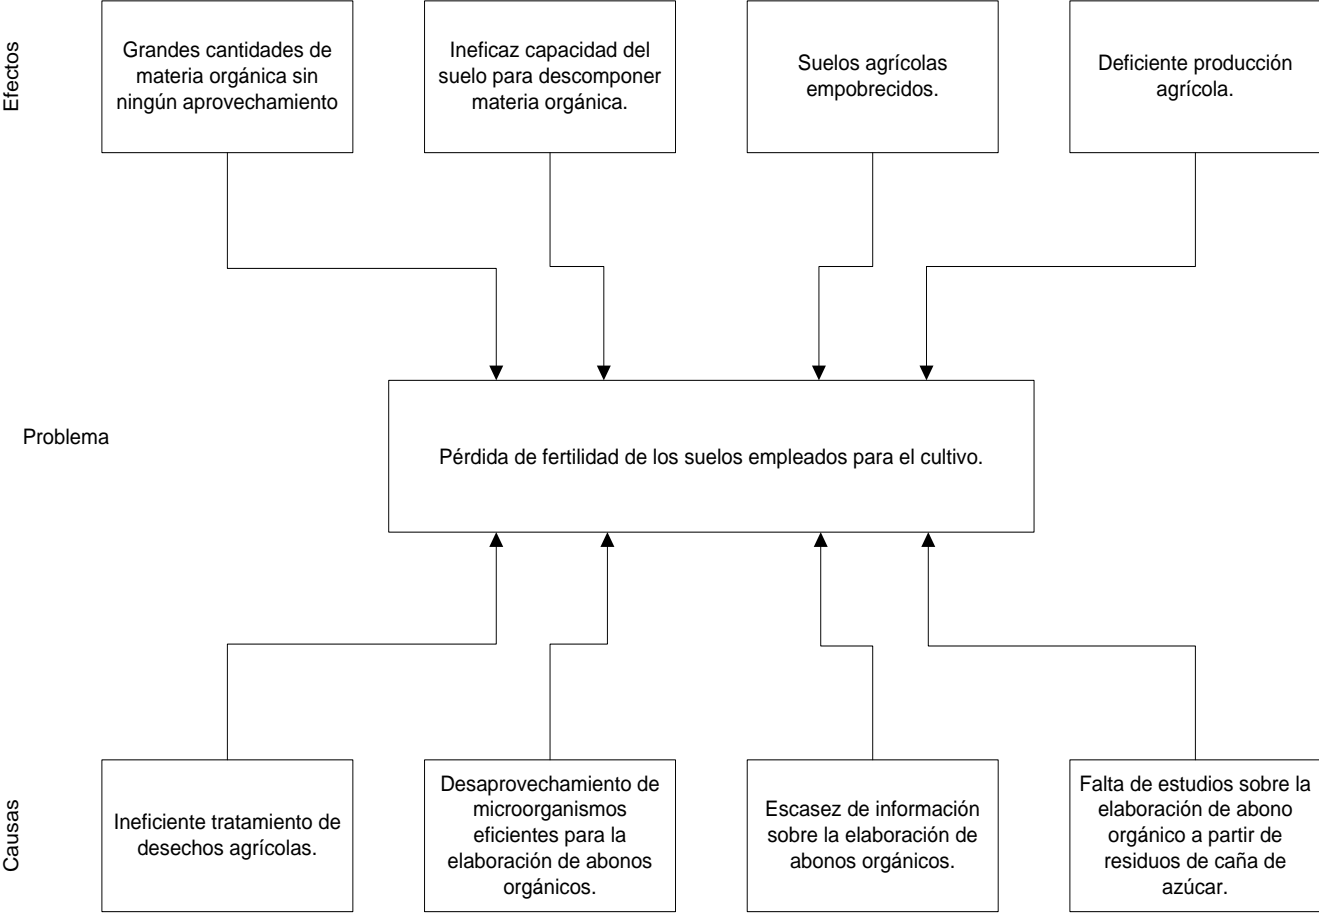 Efectos
Grandes cantidades de
materia orgánica sin
ningún aprovechamiento
Ineficaz capacidad del
suelo para descomponer
materia orgánica.
Suelos agrícolas
empobrecidos.
Deficiente producción
agrícola.
Problema
Pérdida de fertilidad de los suelos empleados para el cultivo.
Causas
Ineficiente tratamiento de
desechos agrícolas.
Desaprovechamiento de
microorganismos
eficientes para la
elaboración de abonos
orgánicos.
Escasez de información
sobre la elaboración de
abonos orgánicos.
Falta de estudios sobre la
elaboración de abono
orgánico a partir de
residuos de caña de
azúcar.